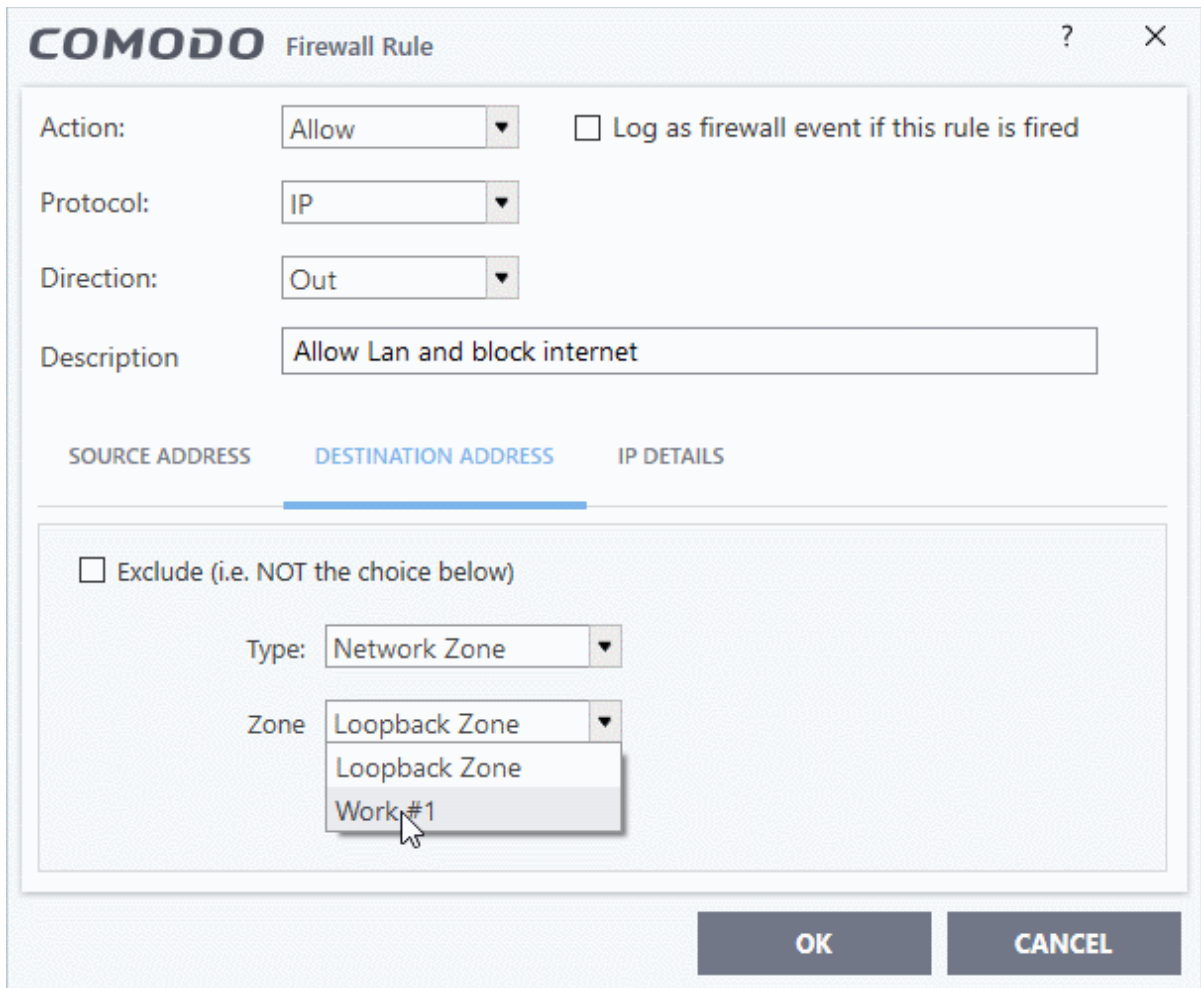 COMODO Firewall Rule ?
Action: Allow Log as firewall event if this rule is fired
Protocol: IP
Direction: Out
Description Allow Lan and block internet
SOURCE ADDRESS DESTINATION ADDRESS IP DETAILS
Exclude (i.e. NOT the choice below)
Type: Network Zone
Zone Loopback Zone
Loopback Zone
Work #1
OK CANCEL